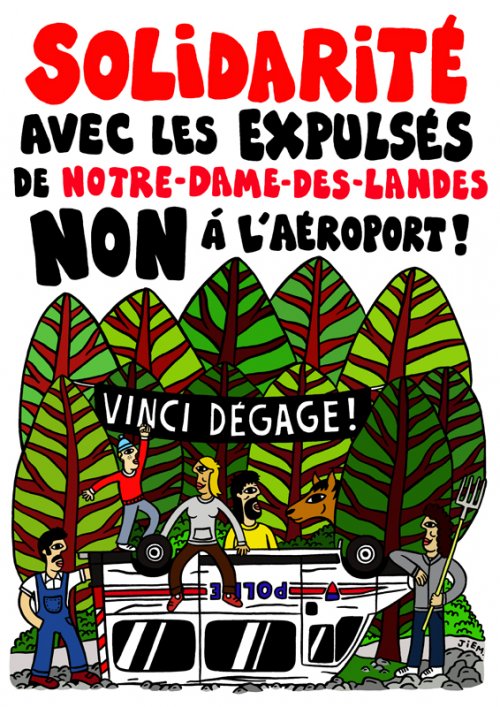 SOLiDARiTÉ
AVEC LES EXPULSÉS
DE NOTRE-DAME-DES-LANDES
NON Á L'AÉROPORT!
VINCI DÉGAGE!
POLICE
JiEM